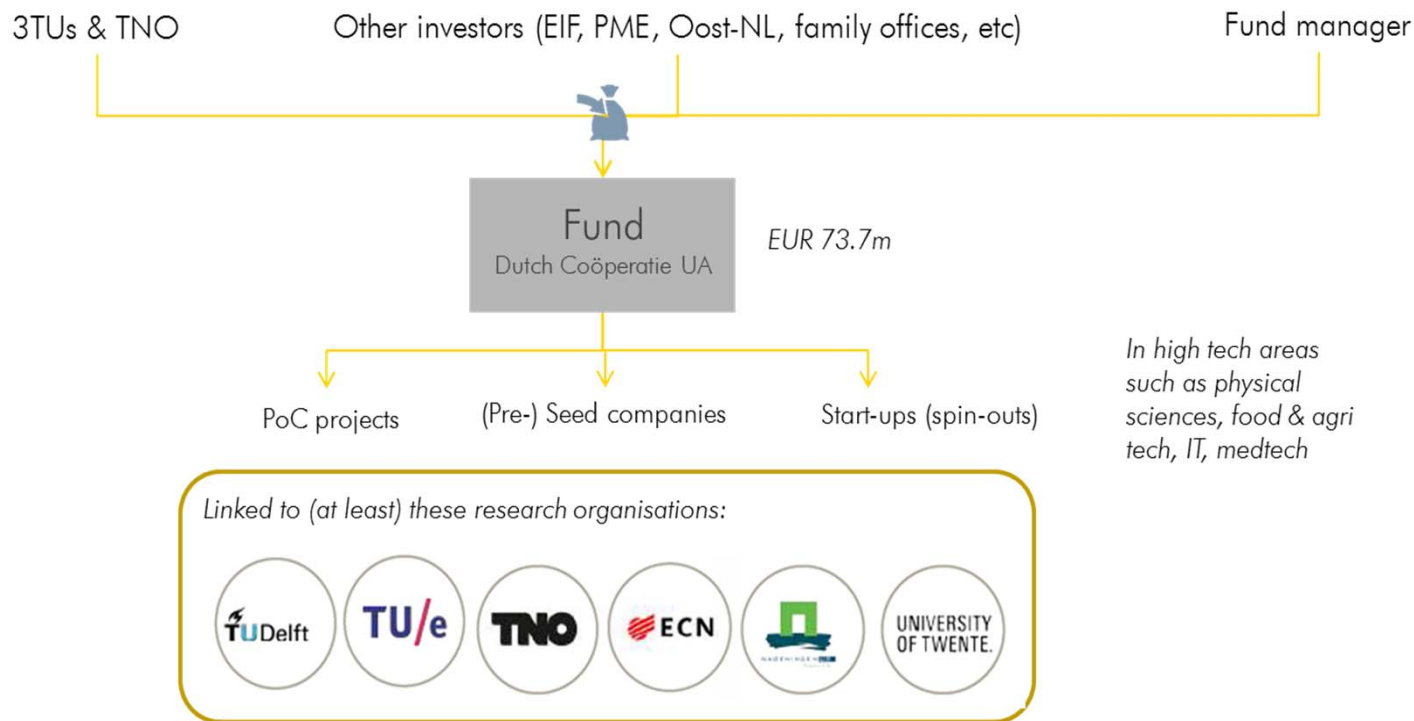 3TUs & TNO
Other investors (EIF, PME, Oost-NL, family offices, etc)
Fund manager
Fund
Dutch Coöperatie UA
EUR 73.7m
In high tech areas
such as physical
sciences, food & agri
tech, IT, medtech
PoC projects
(Pre-) Seed companies
Start-ups (spin-outs)
Linked to (at least) these research organisations:
TUDelft
TU/e
TNO
ECN
WAGENINGEN
UNIVERSITY
OF TWENTE.